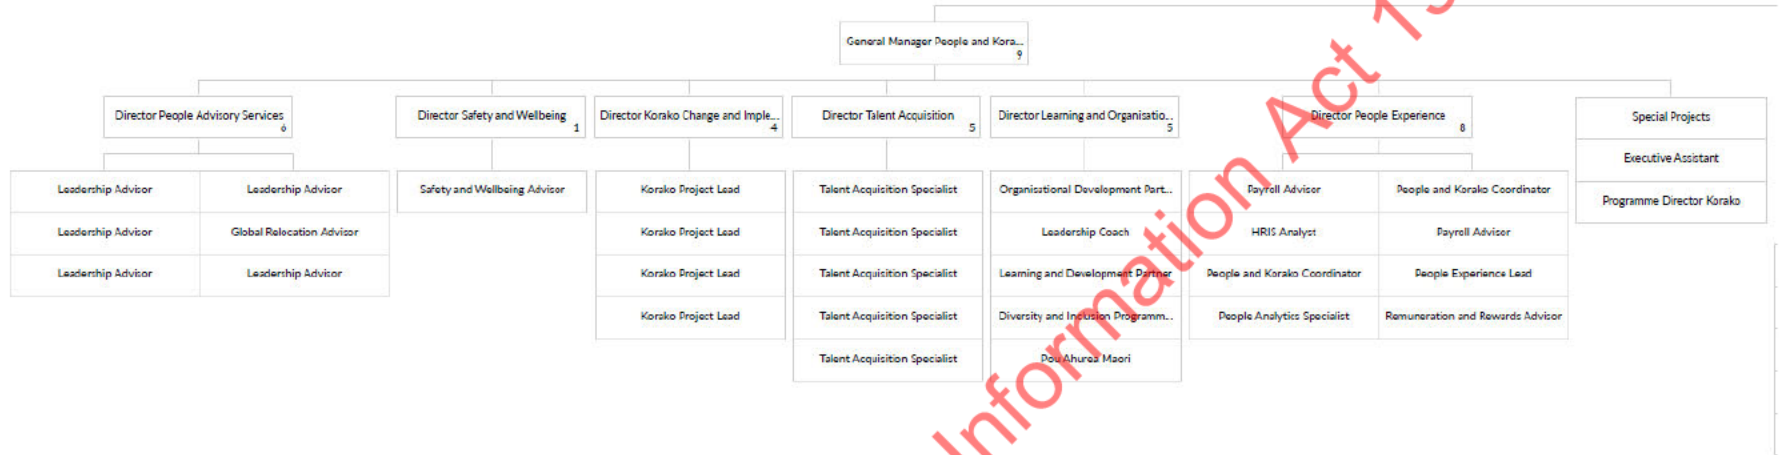 General Manager People and Kora...
9
Director People Advisory Services
6
Director Safety and Wellbeing
1
Director Korako Change and Imple...
4
Director Talent Acquisition
5
Director Learning and Organisatio...
5
Director People Experience
8
Special Projects
Executive Assistant
Programme Director Korako
Leadership Advisor
Leadership Advisor
Leadership Advisor
Global Relocation Advisor
Leadership Advisor
Leadership Advisor
Safety and Wellbeing Advisor
Korako Project Lead
Korako Project Lead
Korako Project Lead
Korako Project Lead
Talent Acquisition Specialist
Talent Acquisition Specialist
Talent Acquisition Specialist
Talent Acquisition Specialist
Talent Acquisition Specialist
Organisational Development Part...
Leadership Coach
Learning and Development Partner
Diversity and Inclusion Programm...
Pou Ahurea Maori
Payroll Advisor
People and Korako Coordinator
HRIS Analyst
Payroll Advisor
People and Korako Coordinator
People Experience Lead
People Analytics Specialist
Remuneration and Rewards Advisor
Information Act